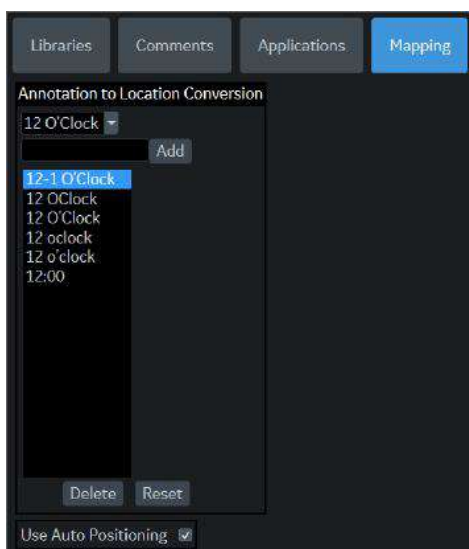 Libraries Comments Applications Mapping
Annotation to Location Conversion
12 O'Clock
Add
12-1 O'Clock
12 OClock
12 O'Clock
12 oclock
12 o'clock
12:00
Delete Reset
Use Auto Positioning